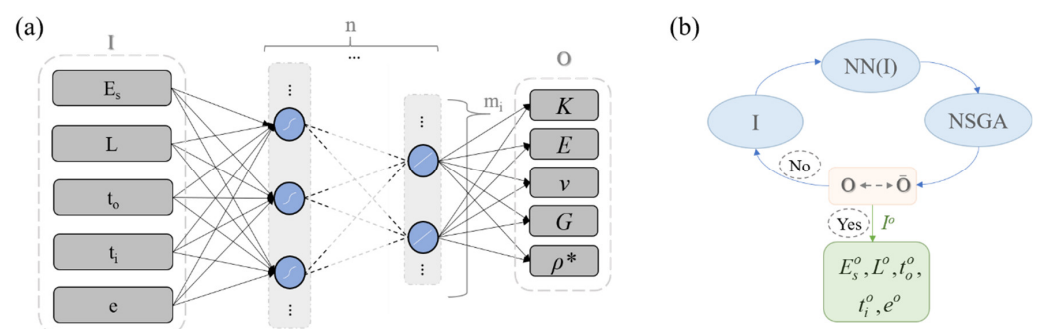 (a)
I
n
...
O
E_s
L
t_o
t_i
e
...
...
...
...
m_i
K
E
ν
G
ρ*
(b)
NN(I)
I
NSGA
No
O Ō
Yes
I^o
E_s^o, L^o, t_o^o,
t_i^o, e^o